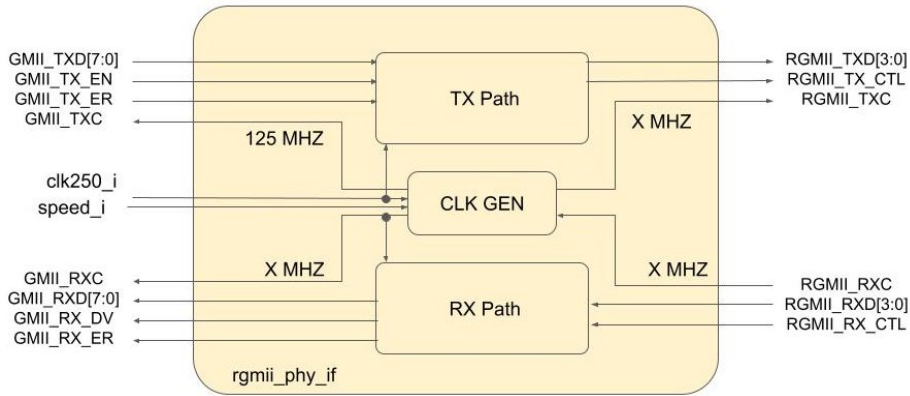 GMII_TXD[7:0]
GMII_TX_EN
GMII_TX_ER
GMII_TXC
125 MHZ
TX Path
X MHZ
RGMII_TXD[3:0]
RGMII_TX_CTL
RGMII_TXC
clk250_i
speed_i
CLK GEN
GMII_RXC
GMII_RXD[7:0]
GMII_RX_DV
GMII_RX_ER
X MHZ
RX Path
X MHZ
RGMII_RXC
RGMII_RXD[3:0]
RGMII_RX_CTL
rgmii_phy_if